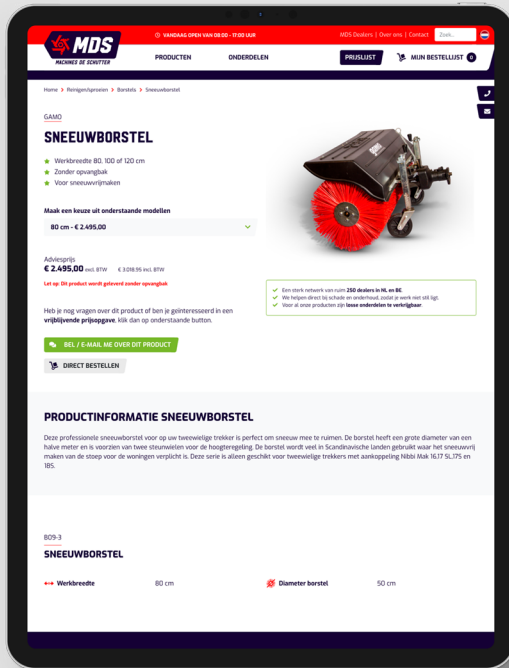 MDS
MACHINES DE SCHUTTER
VANDAAG OPEN VAN 08:00 - 17:00 UUR
MDS Dealers | Over ons | Contact
Zoek..
PRODUCTEN
ONDERDELEN
PRIJSLIJST
MIJN BESTELLIJST 0
Home > Reinigen/sproeien > Borstels > Sneeuwborstel
GAMO
SNEEUWBORSTEL
Werkbreedte 80, 100 of 120 cm
Zonder opvangbak
Voor sneeuwvrijmaken
Maak een keuze uit onderstaande modellen
80 cm - € 2.495,00
Adviesprijs
€ 2.495,00 excl. BTW € 3.018,95 incl. BTW
Let op: Dit product wordt geleverd zonder opvangbak
Een sterk netwerk van ruim 250 dealers in NL en BE.
We helpen direct bij schade en onderhoud, zodat je werk niet stil ligt.
Voor al onze producten zijn losse onderdelen te verkrijgbaar.
Heb je nog vragen over dit product of ben je geïnteresseerd in een
vrijblijvende prijsopgave, klik dan op onderstaande button.
BEL / E-MAIL ME OVER DIT PRODUCT
DIRECT BESTELLEN
PRODUCTINFORMATIE SNEEUWBORSTEL
Deze professionele sneeuwborstel voor op uw tweewielige trekker is perfect om sneeuw mee te ruimen. De borstel heeft een grote diameter van een
halve meter en is voorzien van twee steunwielen voor de hoogteregeling. De borstel wordt veel in Scandinavische landen gebruikt waar het sneeuwvrij
maken van de stoep voor de woningen verplicht is. Deze serie is alleen geschikt voor tweewielige trekkers met aankoppeling Nibbi Mak 16,17 SL,17S en
18S.
809-3
SNEEUWBORSTEL
Werkbreedte 80 cm
Diameter borstel 50 cm